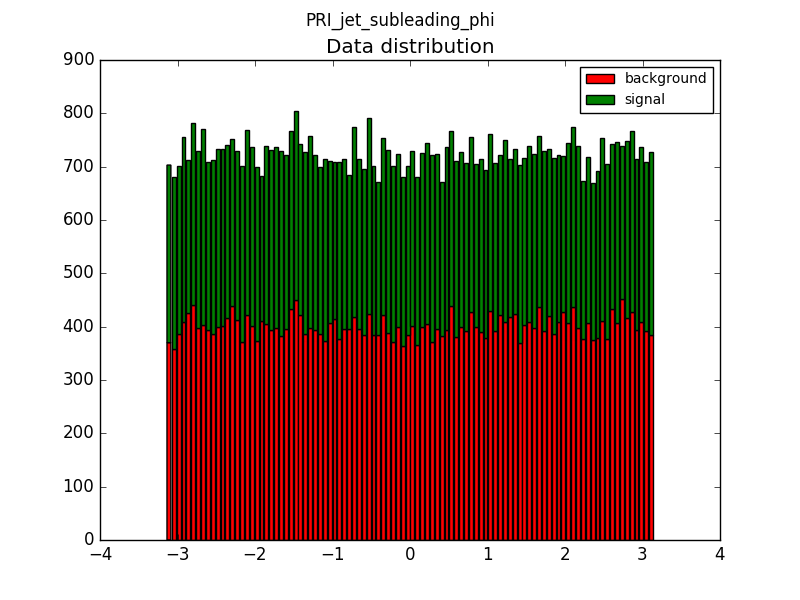 PRI_jet_subleading_phi
Data distribution
900
800
700
600
500
400
300
200
100
0
background
signal
−4 −3 −2 −1 0 1 2 3 4